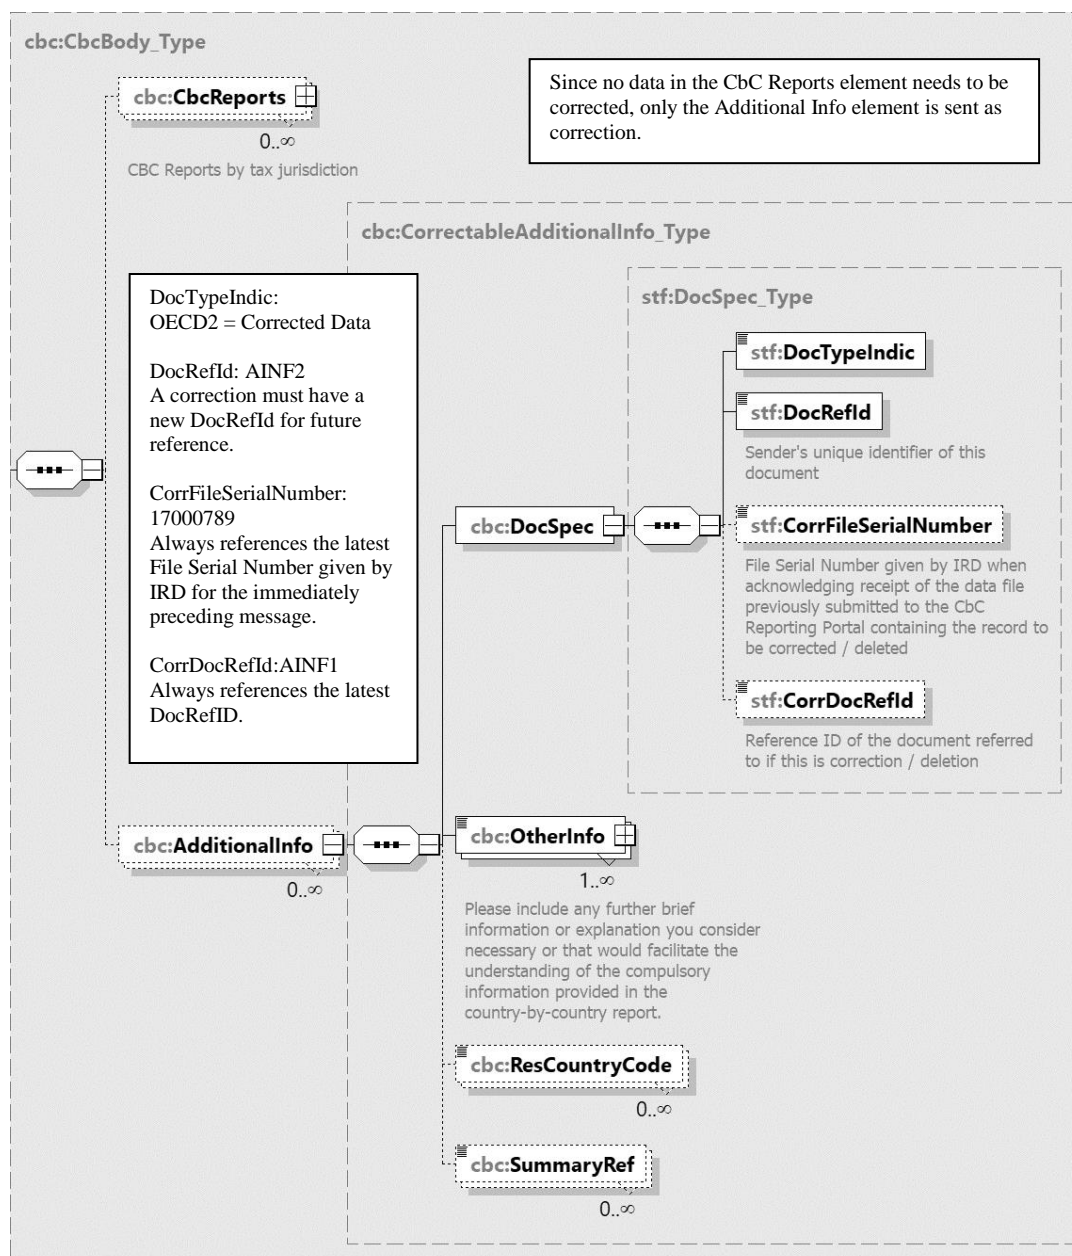 cbc:CbcBody_Type
cbc:CbcReports
0..∞
CBC Reports by tax jurisdiction
Since no data in the CbC Reports element needs to be
corrected, only the Additional Info element is sent as
correction.
cbc:CorrectableAdditionalInfo_Type
DocTypeIndic:
OECD2 = Corrected Data
DocRefId: AINF2
A correction must have a
new DocRefId for future
reference.
CorrFileSerialNumber:
17000789
Always references the latest
File Serial Number given by
IRD for the immediately
preceding message.
CorrDocRefId:AINF1
Always references the latest
DocRefID.
stf:DocSpec_Type
stf:DocTypeIndic
stf:DocRefId
Sender's unique identifier of this
document
cbc:DocSpec
stf:CorrFileSerialNumber
File Serial Number given by IRD when
acknowledging receipt of the data file
previously submitted to the CbC
Reporting Portal containing the record to
be corrected / deleted
stf:CorrDocRefId
Reference ID of the document referred
to if this is correction / deletion
cbc:AdditionalInfo
0..∞
cbc:OtherInfo
1..∞
Please include any further brief
information or explanation you consider
necessary or that would facilitate the
understanding of the compulsory
information provided in the
country-by-country report.
cbc:ResCountryCode
0..∞
cbc:SummaryRef
0..∞